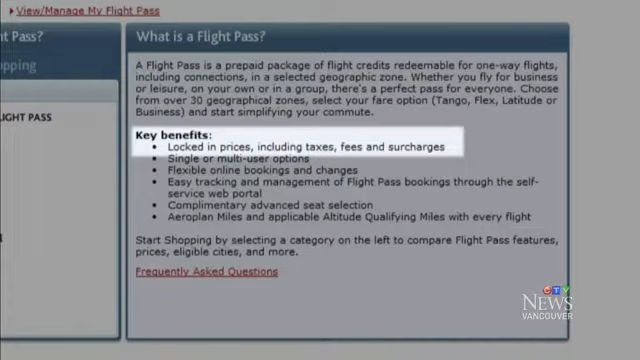 View/Manage My Flight Pass
ht Pass?
opping
LIGHT PASS
What is a Flight Pass?
A Flight Pass is a prepaid package of flight credits redeemable for one-way flights,
including connections, in a selected geographic zone. Whether you fly for business
or leisure, on your own or in a group, there's a perfect pass for everyone. Choose
from over 30 geographical zones, select your fare option (Tango, Flex, Latitude or
Business) and start simplifying your commute.
Key benefits:
• Locked in prices, including taxes, fees and surcharges
• Single or multi-user options
• Flexible online bookings and changes
• Easy tracking and management of Flight Pass bookings through the self-
service web portal
• Complimentary advanced seat selection
• Aeroplan Miles and applicable Altitude Qualifying Miles with every flight
Start Shopping by selecting a category on the left to compare Flight Pass features,
prices, eligible cities, and more.
Frequently Asked Questions
CTV
NEWS
VANCOUVER